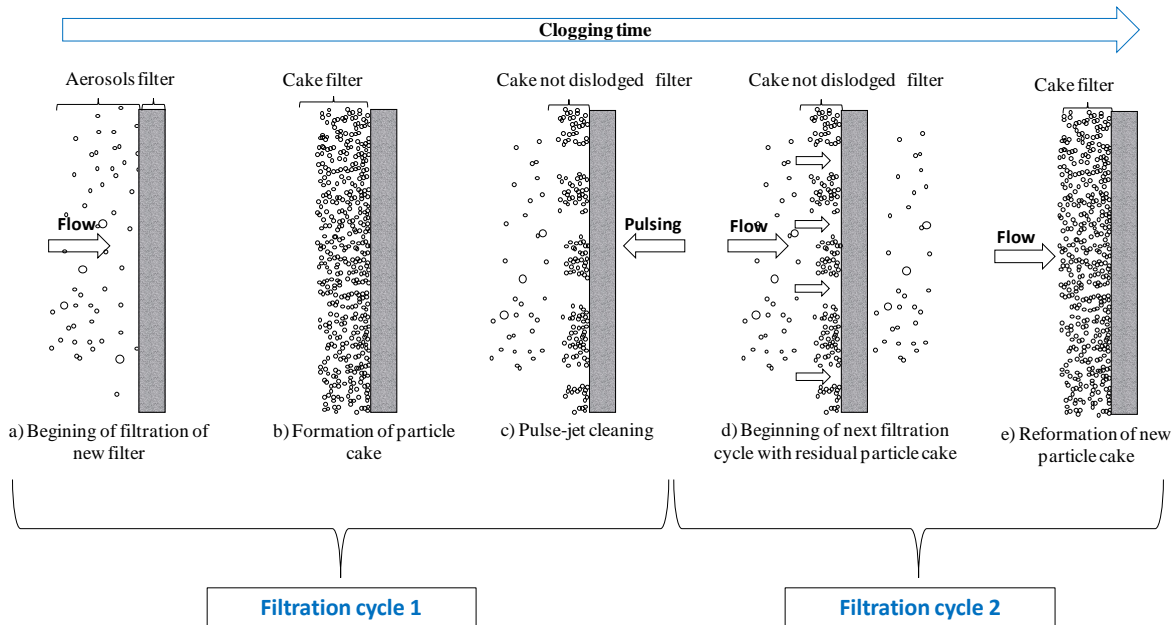 Clogging time
Aerosols filter
Cake filter
Cake not dislodged filter
Cake not dislodged filter
Cake filter
Flow
Pulsing
Flow
Flow
a) Begining of filtration of
new filter
b) Formation of particle
cake
c) Pulse-jet cleaning
d) Beginning of next filtration
cycle with residual particle cake
e) Reformation of new
particle cake
Filtration cycle 1
Filtration cycle 2